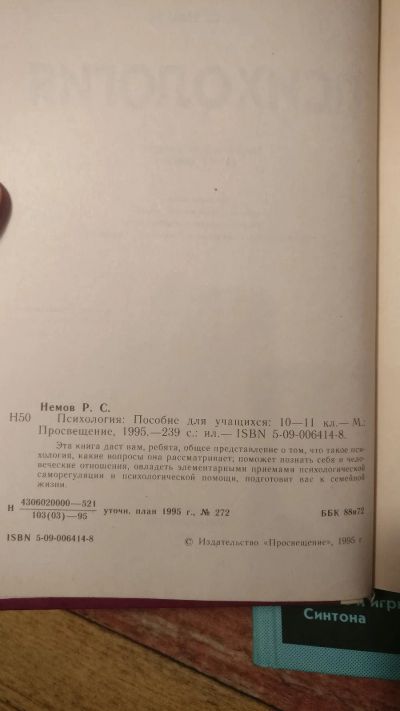 ПСИХОЛОГИЯ
Немов Р. С.
Н50 Психология: Пособие для учащихся: 10—11 кл.— М.:
Просвещение, 1995.—239 с.: ил.— ISBN 5-09-006414-8.
Эта книга даст вам, ребята, общее представление о том, что такое пси-
хология, какие вопросы она рассматривает; поможет познать себя и чело-
веческие отношения, овладеть элементарными приемами психологической
саморегуляции и психологической помощи, подготовит вас к семейной
жизни.
Н 4306020000—521
103(03)—95 уточн. план 1995 г., № 272 ББК 88я72
ISBN 5-09-006414-8 © Издательство «Просвещение», 1995 г
и игры
Синтона